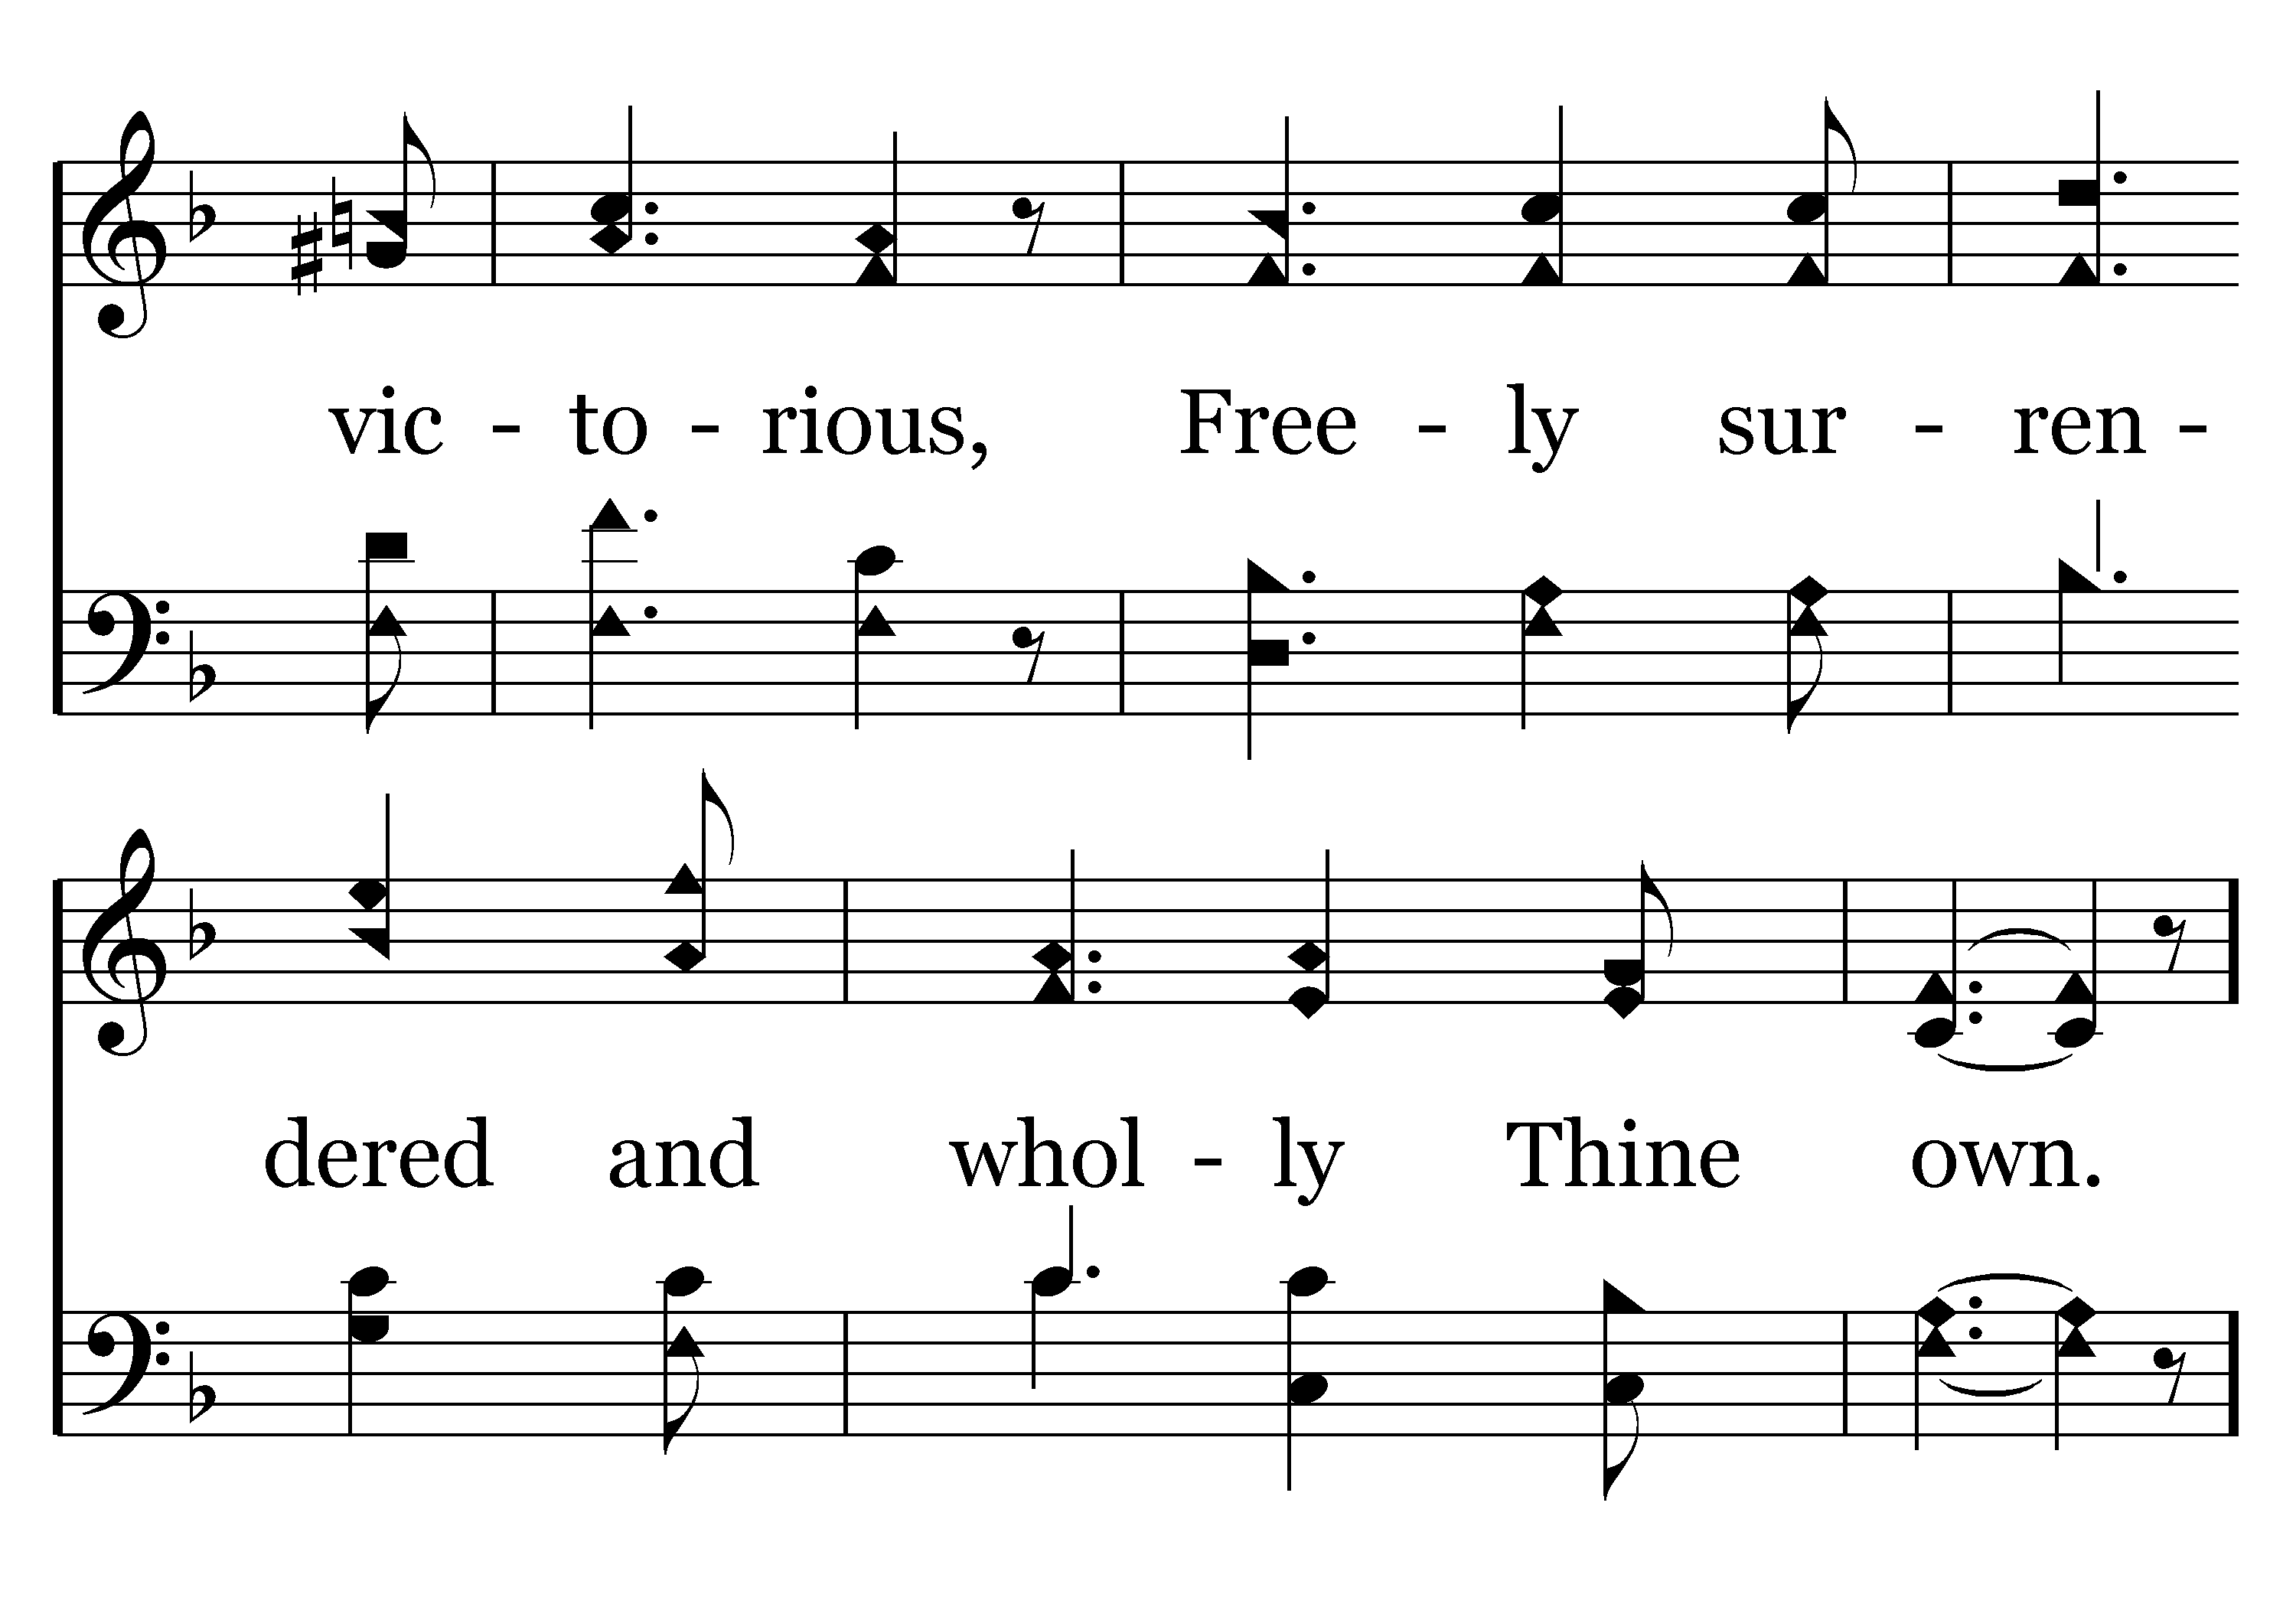 vic - to - rious, Free - ly sur - ren -
dered and whol - ly Thine own.